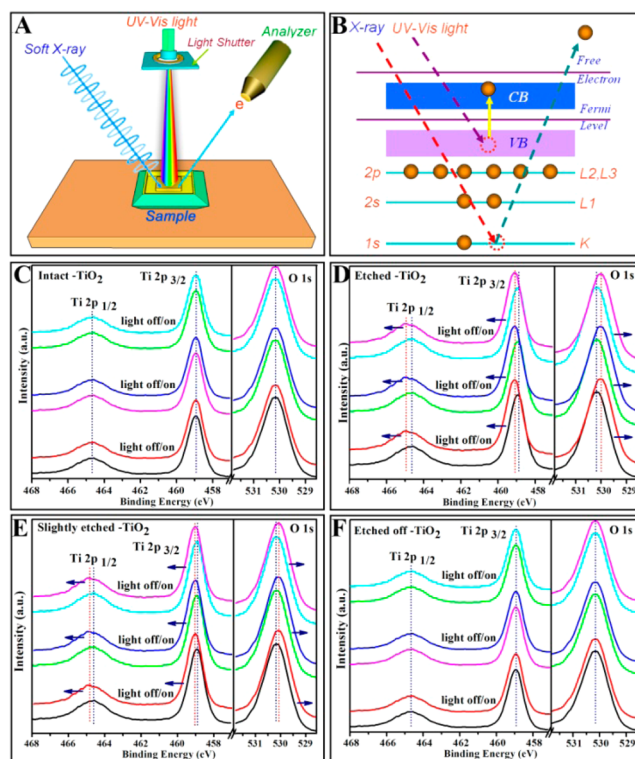 A
UV-Vis light
Soft X-ray
Light Shutter
Analyzer
e
Sample
B
X-ray UV-Vis light
Free
Electron
CB
Fermi
Level
VB
2p L2.L3
2s L1
1s K
C
Intact -TiO2
Ti 2p 3/2
O 1s
Ti 2p 1/2
light off/on
light off/on
light off/on
Intensity (a.u.)
468 466 464 462 460 458 531 530 529
Binding Energy (eV)
D
Etched -TiO2
Ti 2p 3/2
O 1s
Ti 2p 1/2
light off/on
light off/on
light off/on
Intensity (a.u.)
468 466 464 462 460 458 531 530 529
Binding Energy (eV)
E
Slightly etched -TiO2
Ti 2p 3/2
O 1s
Ti 2p 1/2
light off/on
light off/on
light off/on
Intensity (a.u.)
468 466 464 462 460 458 531 530 529
Binding Energy (eV)
F
Etched off-TiO2
Ti 2p 3/2
O 1s
Ti 2p 1/2
light off/on
light off/on
light off/on
Intensity (a.u.)
468 466 464 462 460 458 531 530 529
Binding Energy (eV)